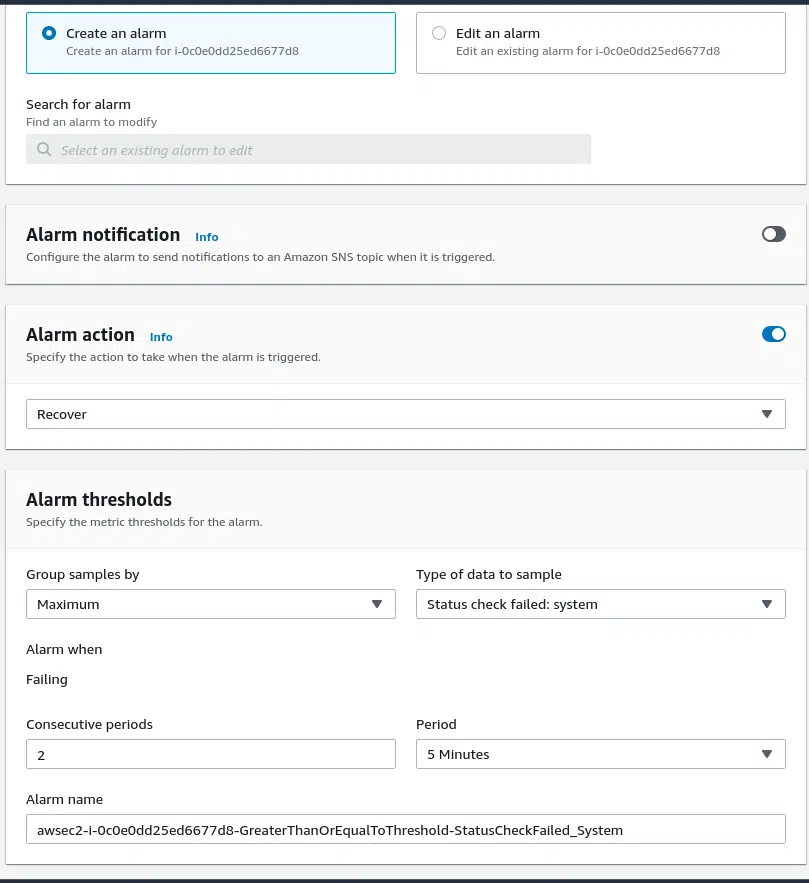 Create an alarm
Create an alarm for i-0c0e0dd25ed6677d8
Edit an alarm
Edit an existing alarm for i-0c0e0dd25ed6677d8
Search for alarm
Find an alarm to modify
Select an existing alarm to edit
Alarm notification Info
Configure the alarm to send notifications to an Amazon SNS topic when it is triggered.
Alarm action Info
Specify the action to take when the alarm is triggered.
Recover
Alarm thresholds
Specify the metric thresholds for the alarm.
Group samples by
Maximum
Type of data to sample
Status check failed: system
Alarm when
Failing
Consecutive periods
2
Period
5 Minutes
Alarm name
awsec2-i-0c0e0dd25ed6677d8-GreaterThanOrEqualToThreshold-StatusCheckFailed_System